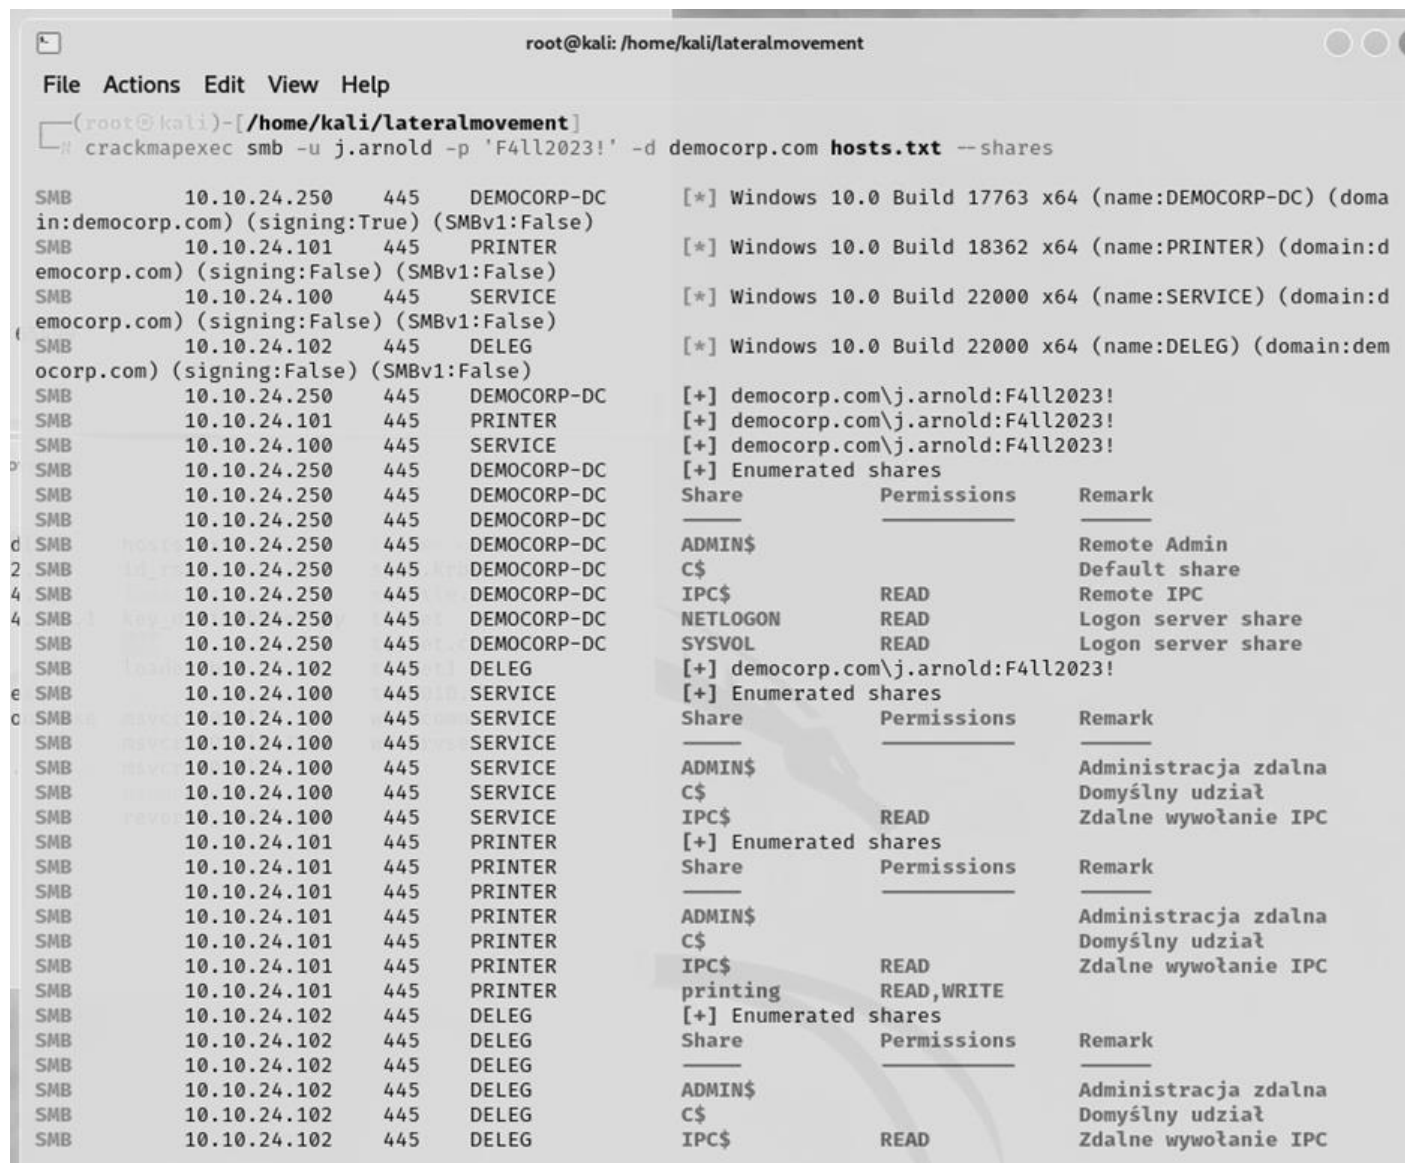 root@kali: /home/kali/lateralmovement
File Actions Edit View Help
(root㉿kali)-[/home/kali/lateralmovement]
# crackmapexec smb -u j.arnold -p 'F4ll2023!' -d democorp.com hosts.txt --shares
SMB 10.10.24.250 445 DEMOCORP-DC [*] Windows 10.0 Build 17763 x64 (name:DEMOCORP-DC) (doma
in:democorp.com) (signing:True) (SMBv1:False)
SMB 10.10.24.101 445 PRINTER [*] Windows 10.0 Build 18362 x64 (name:PRINTER) (domain:d
emocorp.com) (signing:False) (SMBv1:False)
SMB 10.10.24.100 445 SERVICE [*] Windows 10.0 Build 22000 x64 (name:SERVICE) (domain:d
emocorp.com) (signing:False) (SMBv1:False)
SMB 10.10.24.102 445 DELEG [*] Windows 10.0 Build 22000 x64 (name:DELEG) (domain:dem
ocorp.com) (signing:False) (SMBv1:False)
SMB 10.10.24.250 445 DEMOCORP-DC [+] democorp.com\j.arnold:F4ll2023!
SMB 10.10.24.101 445 PRINTER [+] democorp.com\j.arnold:F4ll2023!
SMB 10.10.24.100 445 SERVICE [+] democorp.com\j.arnold:F4ll2023!
SMB 10.10.24.250 445 DEMOCORP-DC [+] Enumerated shares
SMB 10.10.24.250 445 DEMOCORP-DC Share Permissions Remark
SMB 10.10.24.250 445 DEMOCORP-DC ----- ----------- ------
SMB 10.10.24.250 445 DEMOCORP-DC ADMIN$ Remote Admin
SMB 10.10.24.250 445 DEMOCORP-DC C$ Default share
SMB 10.10.24.250 445 DEMOCORP-DC IPC$ READ Remote IPC
SMB 10.10.24.250 445 DEMOCORP-DC NETLOGON READ Logon server share
SMB 10.10.24.250 445 DEMOCORP-DC SYSVOL READ Logon server share
SMB 10.10.24.102 445 DELEG [+] democorp.com\j.arnold:F4ll2023!
SMB 10.10.24.100 445 SERVICE [+] Enumerated shares
SMB 10.10.24.100 445 SERVICE Share Permissions Remark
SMB 10.10.24.100 445 SERVICE ----- ----------- ------
SMB 10.10.24.100 445 SERVICE ADMIN$ Administracja zdalna
SMB 10.10.24.100 445 SERVICE C$ Domyślny udział
SMB 10.10.24.100 445 SERVICE IPC$ READ Zdalne wywołanie IPC
SMB 10.10.24.101 445 PRINTER [+] Enumerated shares
SMB 10.10.24.101 445 PRINTER Share Permissions Remark
SMB 10.10.24.101 445 PRINTER ----- ----------- ------
SMB 10.10.24.101 445 PRINTER ADMIN$ Administracja zdalna
SMB 10.10.24.101 445 PRINTER C$ Domyślny udział
SMB 10.10.24.101 445 PRINTER IPC$ READ Zdalne wywołanie IPC
SMB 10.10.24.101 445 PRINTER printing READ,WRITE
SMB 10.10.24.102 445 DELEG [+] Enumerated shares
SMB 10.10.24.102 445 DELEG Share Permissions Remark
SMB 10.10.24.102 445 DELEG ----- ----------- ------
SMB 10.10.24.102 445 DELEG ADMIN$ Administracja zdalna
SMB 10.10.24.102 445 DELEG C$ Domyślny udział
SMB 10.10.24.102 445 DELEG IPC$ READ Zdalne wywołanie IPC